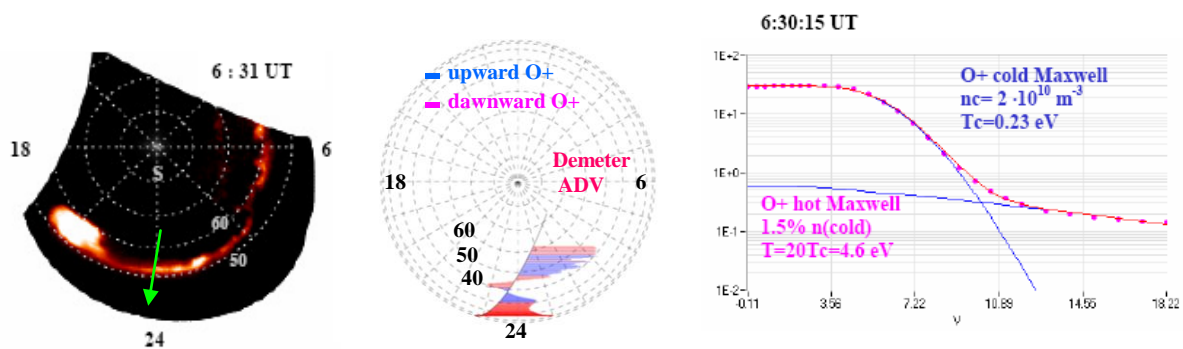 6 : 31 UT
18
6
S
60
50
24
upward O+
dawnward O+
Demeter
ADV
18
6
60
50
40
24
6:30:15 UT
1E+2
1E+1
1E+0
1E-1
1E-2
O+ cold Maxwell
nc= 2 ·10¹⁰ m⁻³
Tc=0.23 eV
O+ hot Maxwell
1.5% n(cold)
T=20Tc=4.6 eV
-0.11 3.56 7.22 10.89 14.55 18.22
v